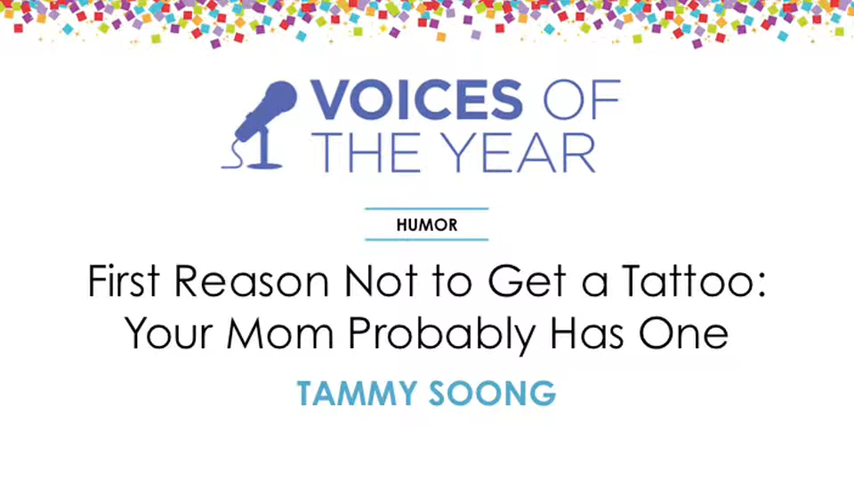 VOICES OF
THE YEAR
HUMOR
First Reason Not to Get a Tattoo:
Your Mom Probably Has One
TAMMY SOONG